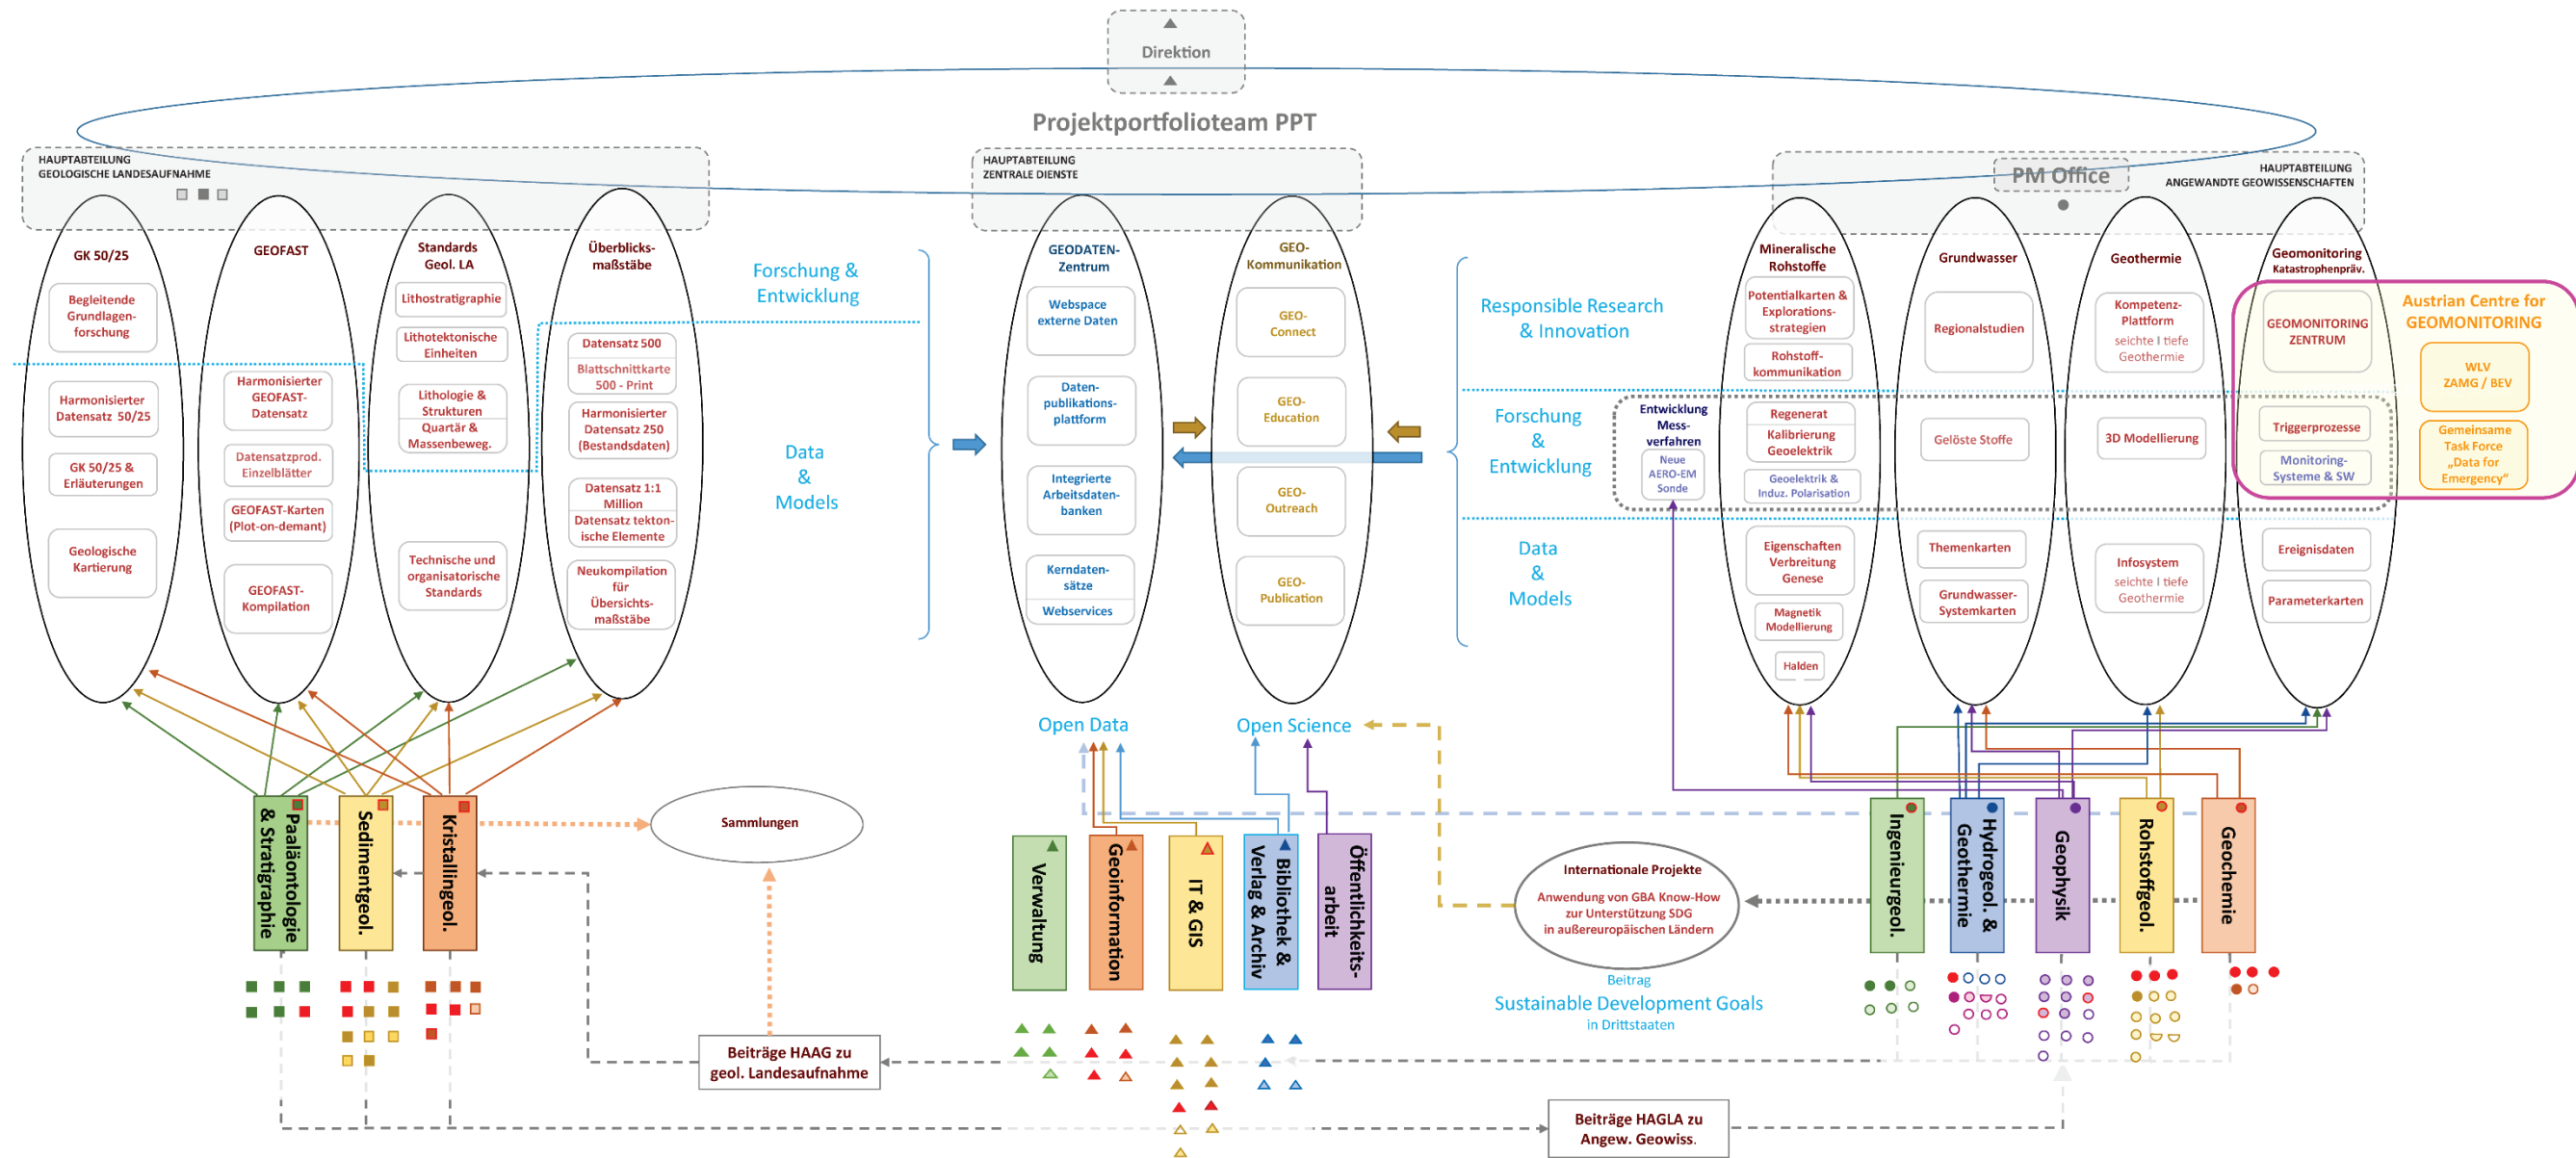 Direktion
Projektportfolioteam PPT
HAUPTABTEILUNG
GEOLOGISCHE LANDESAUFNAHME
HAUPTABTEILUNG
ZENTRALE DIENSTE
PM Office
HAUPTABTEILUNG
ANGEWANDTE GEOWISSENSCHAFTEN
GK 50/25
Begleitende
Grundlagen-
forschung
Harmonisierter
Datensatz 50/25
GK 50/25 &
Erläuterungen
Geologische
Kartierung
GEOFAST
Harmonisierter
GEOFAST-
Datensatz
Datensatzprod.
Einzelblätter
GEOFAST-Karten
(Plot-on-demant)
GEOFAST-
Kompilation
Standards
Geol. LA
Lithostratigraphie
Lithotektonische
Einheiten
Lithologie &
Strukturen
Quartär &
Massenbeweg.
Technische und
organisatorische
Standards
Überblicks-
maßstäbe
Datensatz 500
Blattschnittkarte
500 - Print
Harmonisierter
Datensatz 250
(Bestandsdaten)
Datensatz 1:1
Million
Datensatz tekton-
ische Elemente
Neukompilation
für
Übersichts-
maßstäbe
Forschung &
Entwicklung
Data
&
Models
GEODATEN-
Zentrum
Webspace
externe Daten
Daten-
publikations-
plattform
Integrierte
Arbeitsdaten-
banken
Kerndaten-
sätze
Webservices
GEO-
Kommunikation
GEO-
Connect
GEO-
Education
GEO-
Outreach
GEO-
Publication
Responsible Research
& Innovation
Forschung
&
Entwicklung
Data
&
Models
Entwicklung
Mess-
verfahren
Neue
AERO-EM
Sonde
Mineralische
Rohstoffe
Potentialkarten &
Explorations-
strategien
Rohstoff-
kommunikation
Regenerat
Kalibrierung
Geoelektrik
Geoelektrik &
Induz. Polarisation
Eigenschaften
Verbreitung
Genese
Magnetik
Modellierung
Halden
Grundwasser
Regionalstudien
Gelöste Stoffe
Themenkarten
Grundwasser-
Systemkarten
Geothermie
Kompetenz-
Plattform
seichte I tiefe
Geothermie
3D Modellierung
Infosystem
seichte I tiefe
Geothermie
Geomonitoring
Katastrophenpräv.
GEOMONITORING
ZENTRUM
Triggerprozesse
Monitoring-
Systeme & SW
Ereignisdaten
Parameterkarten
Austrian Centre for
GEOMONITORING
WLV
ZAMG / BEV
Gemeinsame
Task Force
„Data for
Emergency“
Open Data
Open Science
Paaläontologie
& Stratigraphie
Sedimentgeol.
Kristallingeol.
Sammlungen
Verwaltung
Geoinformation
IT & GIS
Bibliothek &
Verlag & Archiv
Öffentlichkeits-
arbeit
Internationale Projekte
Anwendung von GBA Know-How
zur Unterstützung SDG
in außereuropäischen Ländern
Beitrag
Sustainable Development Goals
in Drittstaaten
Ingenieurgeol.
Hydrogeol. &
Geothermie
Geophysik
Rohstoffgeol.
Geochemie
Beiträge HAAG zu
geol. Landesaufnahme
Beiträge HAGLA zu
Angew. Geowiss.